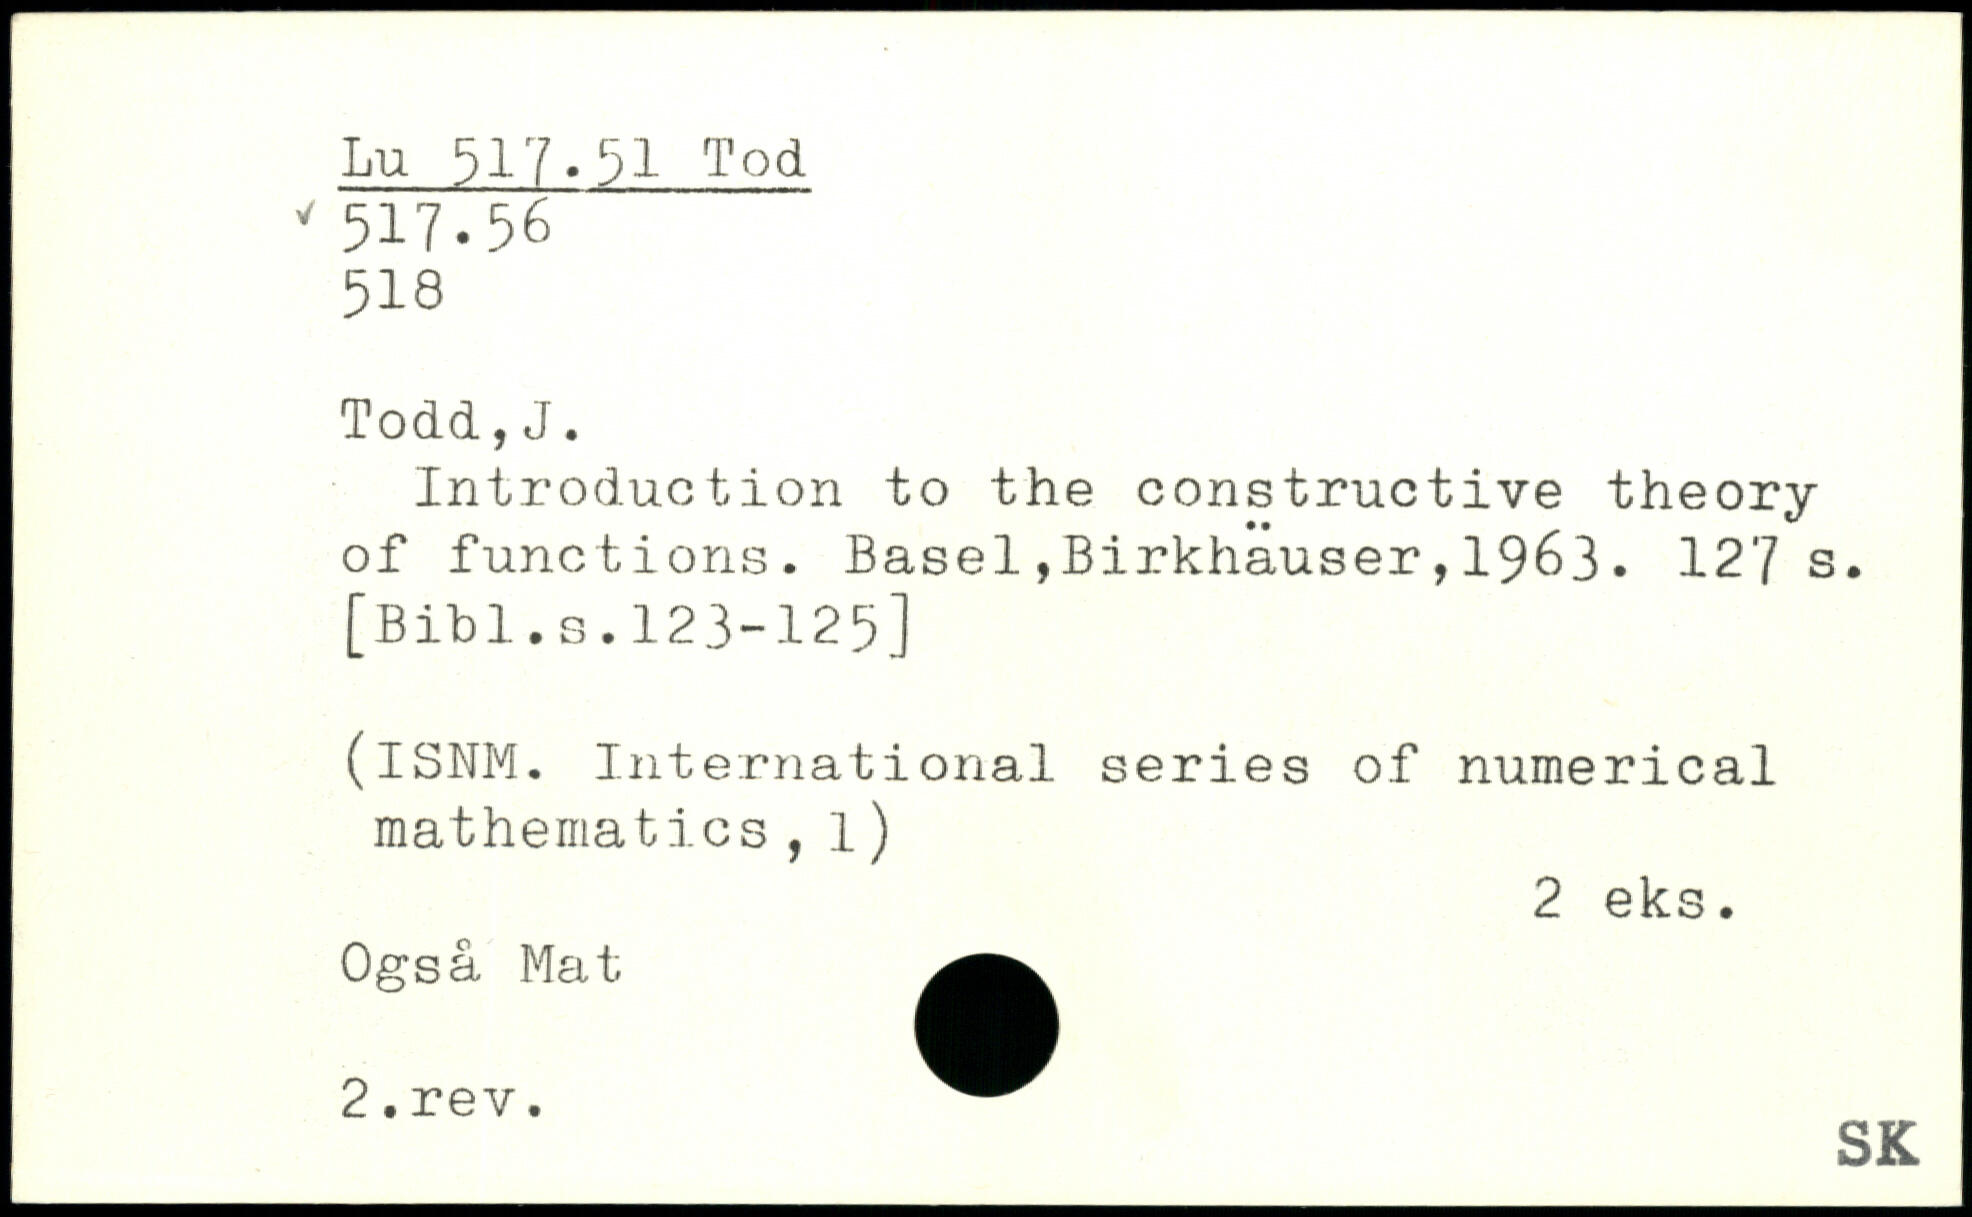 Lu 517.51 Tod
✓ 517.56
518
Todd,J.
Introduction to the constructive theory
of functions. Basel,Birkhäuser,1963. 127 s.
[Bibl.s.123-125]
(ISNM. International series of numerical
mathematics, 1)
2 eks.
Også Mat
2.rev.
SK